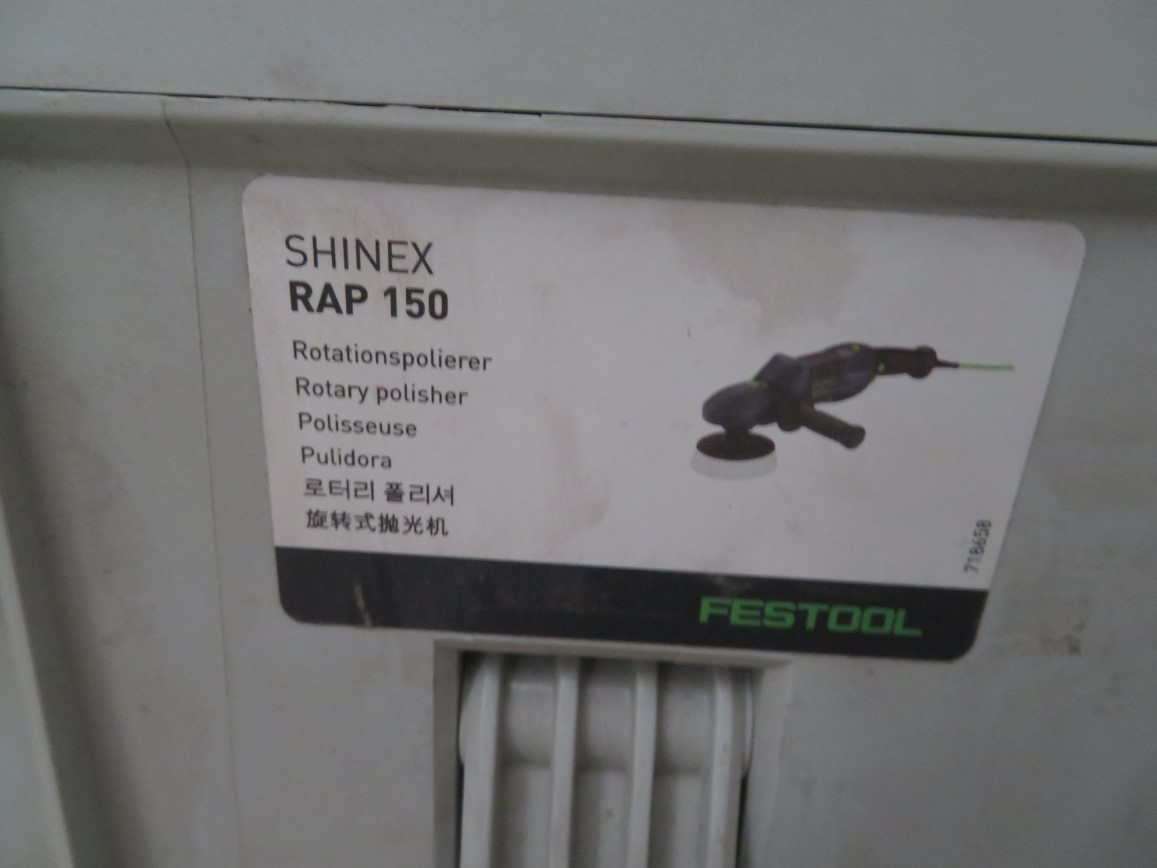 SHINEX
RAP 150
Rotationspolierer
Rotary polisher
Polisseuse
Pulidora
로터리 폴리셔
旋转式抛光机
718658
FESTOOL